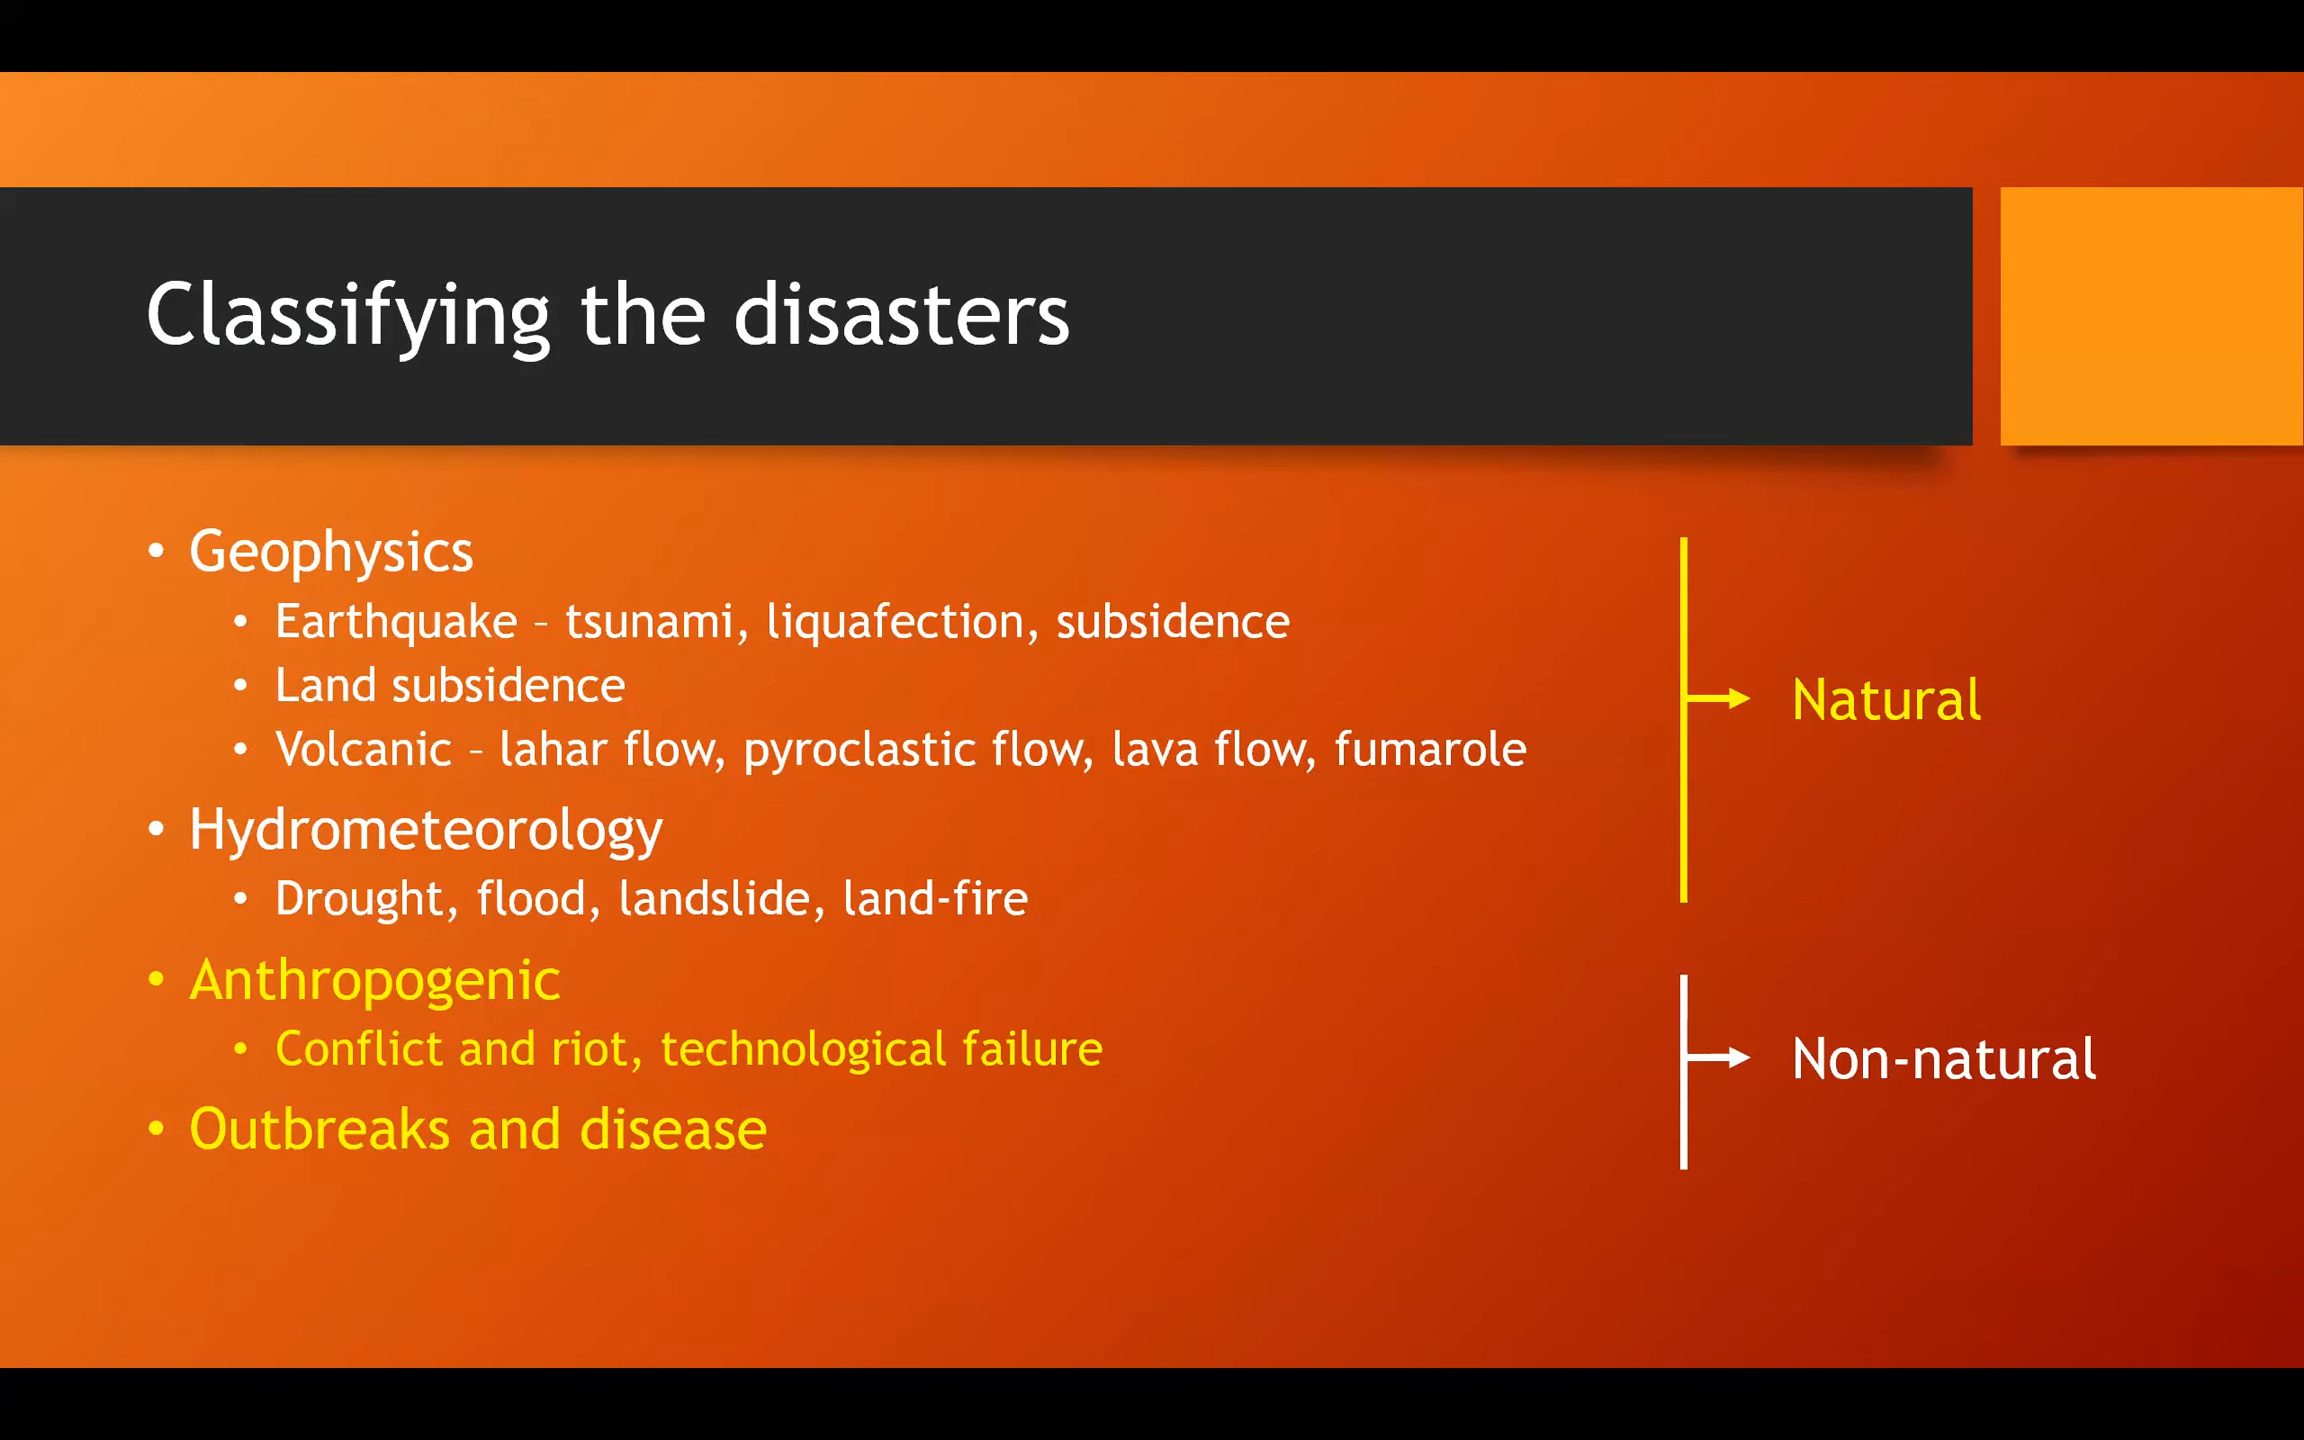 Classifying the disasters
• Geophysics
• Earthquake – tsunami, liquafection, subsidence
• Land subsidence
• Volcanic – lahar flow, pyroclastic flow, lava flow, fumarole
Natural
• Hydrometeorology
• Drought, flood, landslide, land-fire
• Anthropogenic
• Conflict and riot, technological failure
Non-natural
• Outbreaks and disease